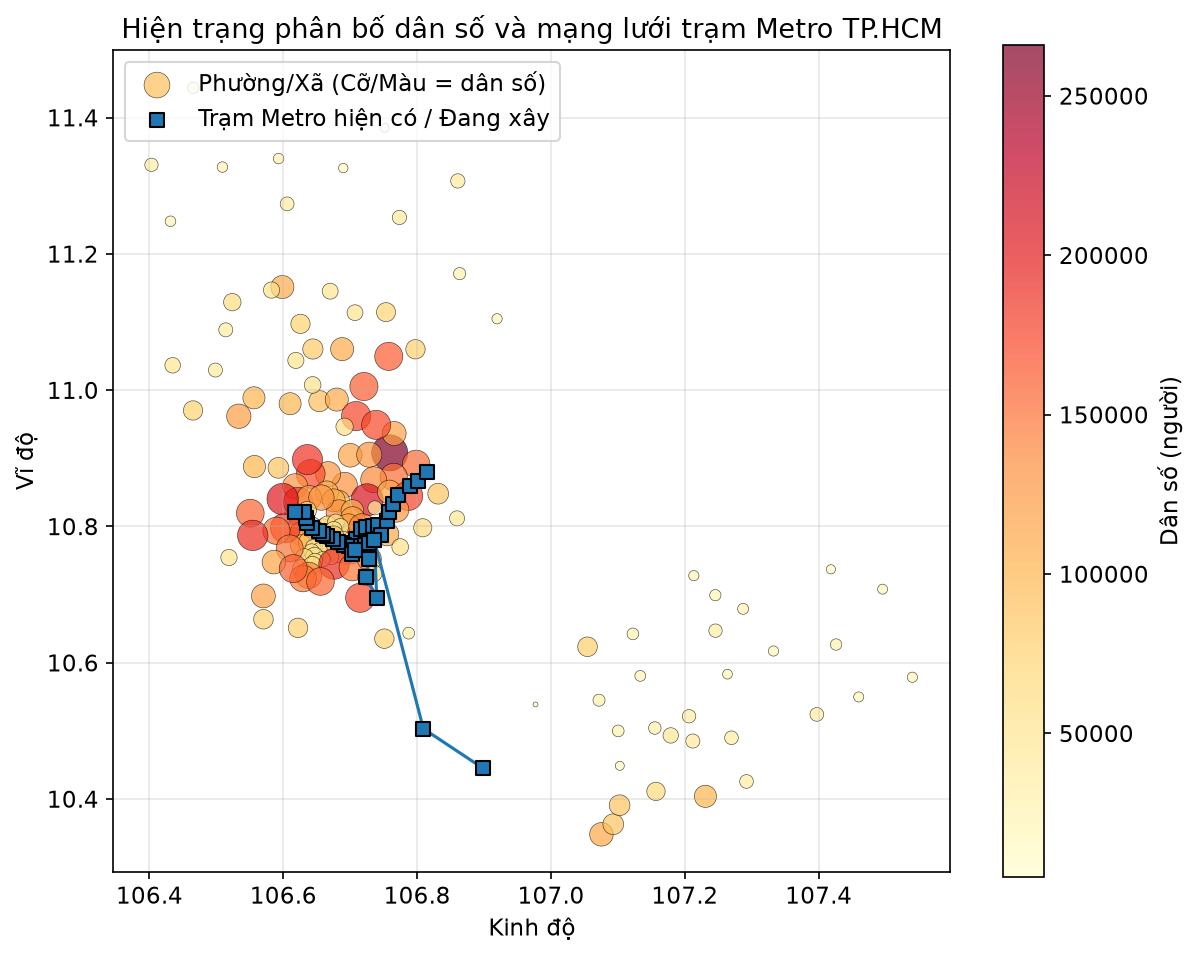 Hiện trạng phân bố dân số và mạng lưới trạm Metro TP.HCM
Phường/Xã (Cỡ/Màu = dân số)
Trạm Metro hiện có / Đang xây
11.4
11.2
11.0
10.8
10.6
10.4
Vĩ độ
106.4 106.6 106.8 107.0 107.2 107.4
Kinh độ
250000
200000
150000
100000
50000
Dân số (người)